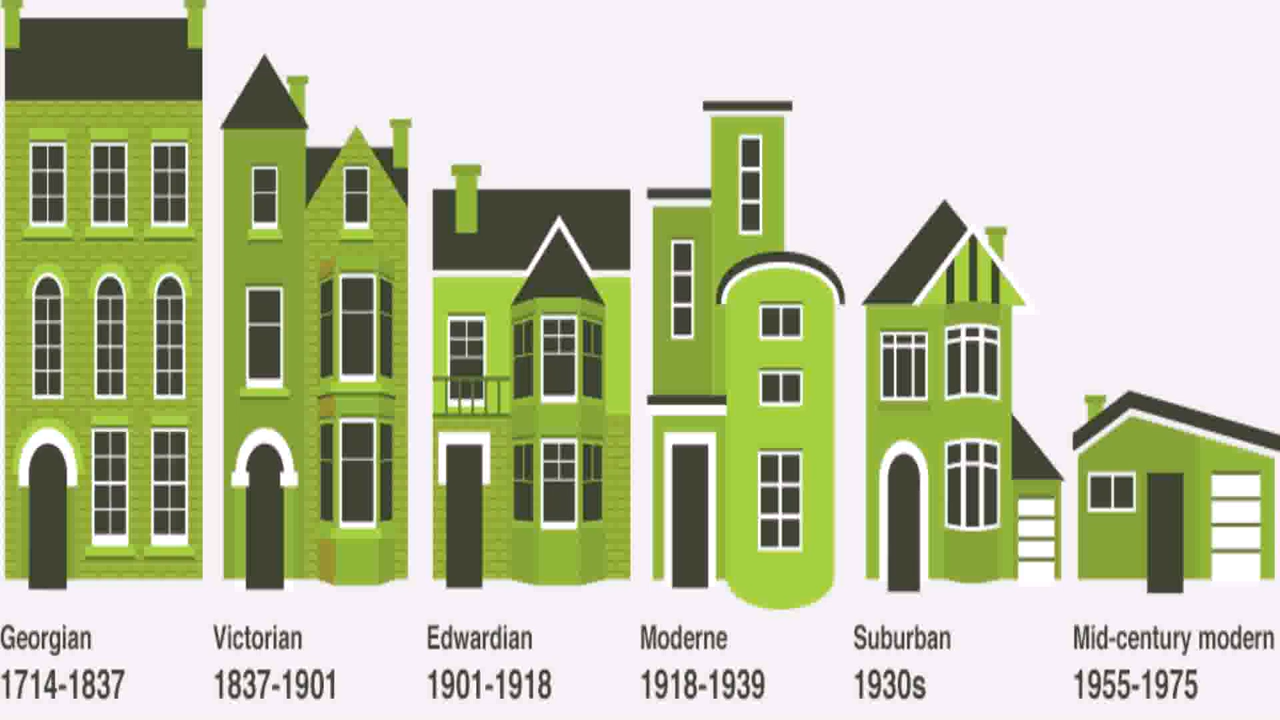 Georgian
1714-1837
Victorian
1837-1901
Edwardian
1901-1918
Moderne
1918-1939
Suburban
1930s
Mid-century modern
1955-1975